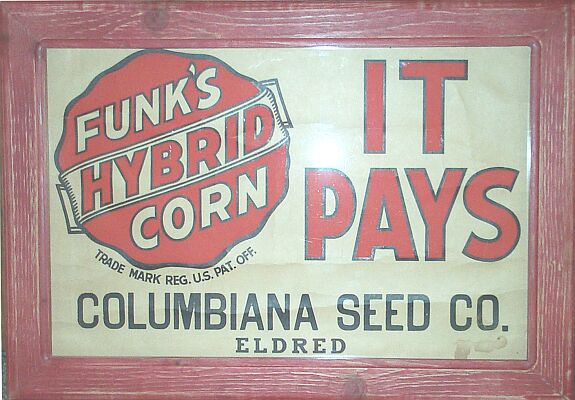 FUNK'S
HYBRID
CORN
TRADE MARK REG. U.S. PAT. OFF.
IT
PAYS
COLUMBIANA SEED CO.
ELDRED